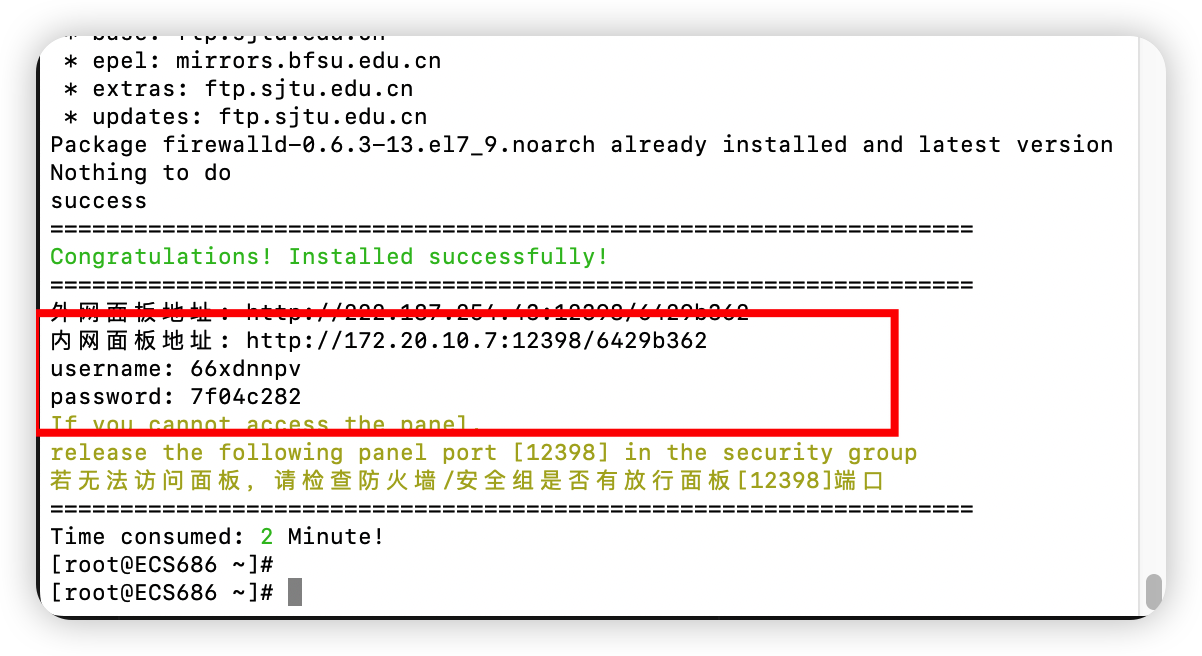 * base: ftp.sjtu.edu.cn
* epel: mirrors.bfsu.edu.cn
* extras: ftp.sjtu.edu.cn
* updates: ftp.sjtu.edu.cn
Package firewalld-0.6.3-13.el7_9.noarch already installed and latest version
Nothing to do
success
==================================================================
Congratulations! Installed successfully!
==================================================================
外网面板地址:
内网面板地址: http://172.20.10.7:12398/6429b362
username: 66xdnnpv
password: 7f04c282
If you cannot access the panel,
release the following panel port [12398] in the security group
若无法访问面板，请检查防火墙/安全组是否有放行面板[12398]端口
==================================================================
Time consumed: 2 Minute!
[root@ECS686 ~]#
[root@ECS686 ~]#